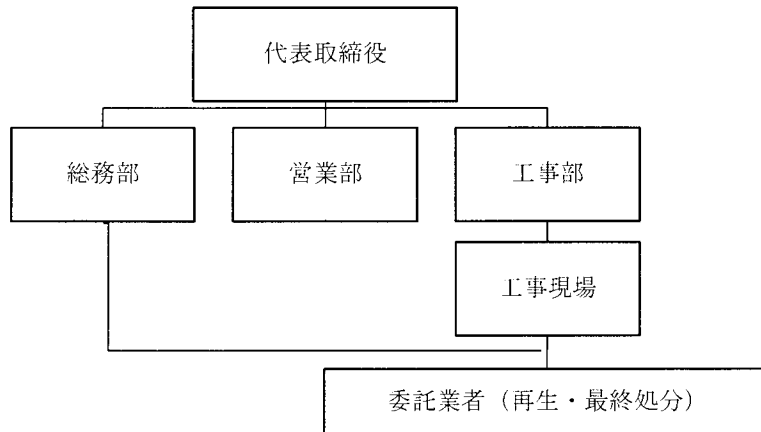 代表取締役
総務部
営業部
工事部
工事現場
委託業者（再生・最終処分）